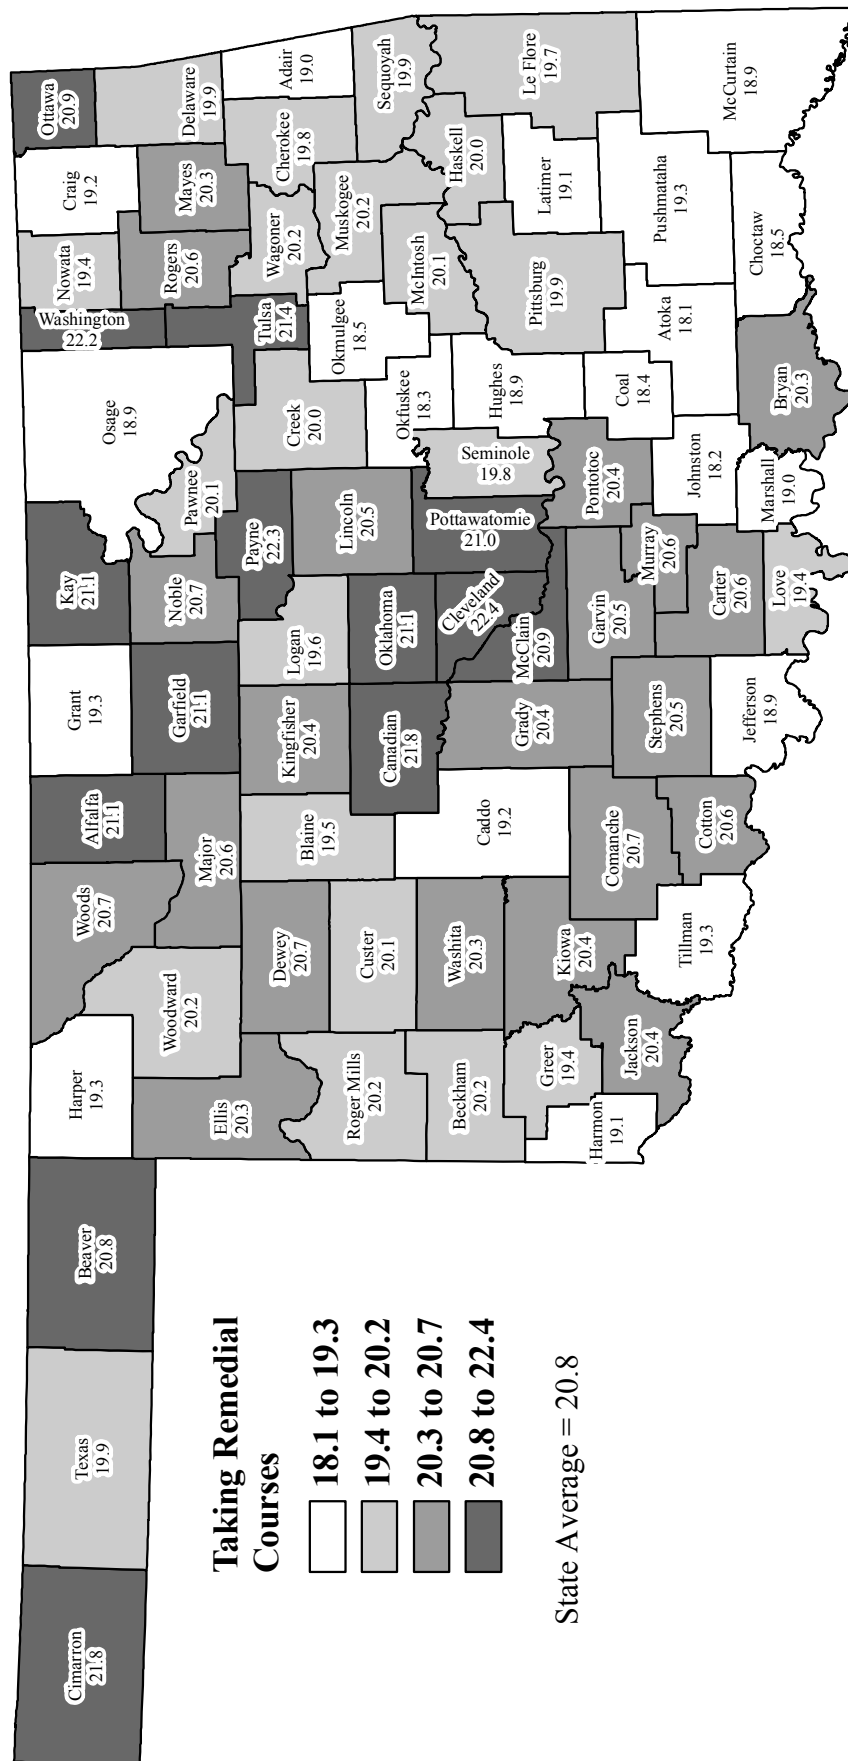 Cimarron
21.8
Texas
19.9
Beaver
20.8
Harper
19.3
Woods
20.7
Alfalfa
21.1
Grant
19.3
Kay
21.1
Osage
18.9
Washington
22.2
Nowata
19.4
Craig
19.2
Ottawa
20.9
Ellis
20.3
Woodward
20.2
Major
20.6
Garfield
21.1
Noble
20.7
Pawnee
20.1
Rogers
20.6
Mayes
20.3
Delaware
19.9
Roger Mills
20.2
Dewey
20.7
Blaine
19.5
Kingfisher
20.4
Logan
19.6
Payne
22.3
Creek
20.0
Tulsa
21.4
Wagoner
20.2
Cherokee
19.8
Adair
19.0
Custer
20.1
Canadian
21.8
Oklahoma
21.1
Lincoln
20.5
Okfuskee
18.3
Okmulgee
18.5
Muskogee
20.2
Sequoyah
19.9
Beckham
20.2
Washita
20.3
Caddo
19.2
Grady
20.4
Cleveland
22.4
McClain
20.9
Pottawatomie
21.0
Seminole
19.8
Hughes
18.9
McIntosh
20.1
Haskell
20.0
Pittsburg
19.9
Latimer
19.1
Le Flore
19.7
Greer
19.4
Kiowa
20.4
Harmon
19.1
Jackson
20.4
Comanche
20.7
Tillman
19.3
Cotton
20.6
Stephens
20.5
Garvin
20.5
Murray
20.6
Pontotoc
20.4
Coal
18.4
Atoka
18.1
Pushmataha
19.3
McCurtain
18.9
Jefferson
18.9
Carter
20.6
Love
19.4
Johnston
18.2
Marshall
19.0
Bryan
20.3
Choctaw
18.5
Taking Remedial
Courses
18.1 to 19.3
19.4 to 20.2
20.3 to 20.7
20.8 to 22.4
State Average = 20.8